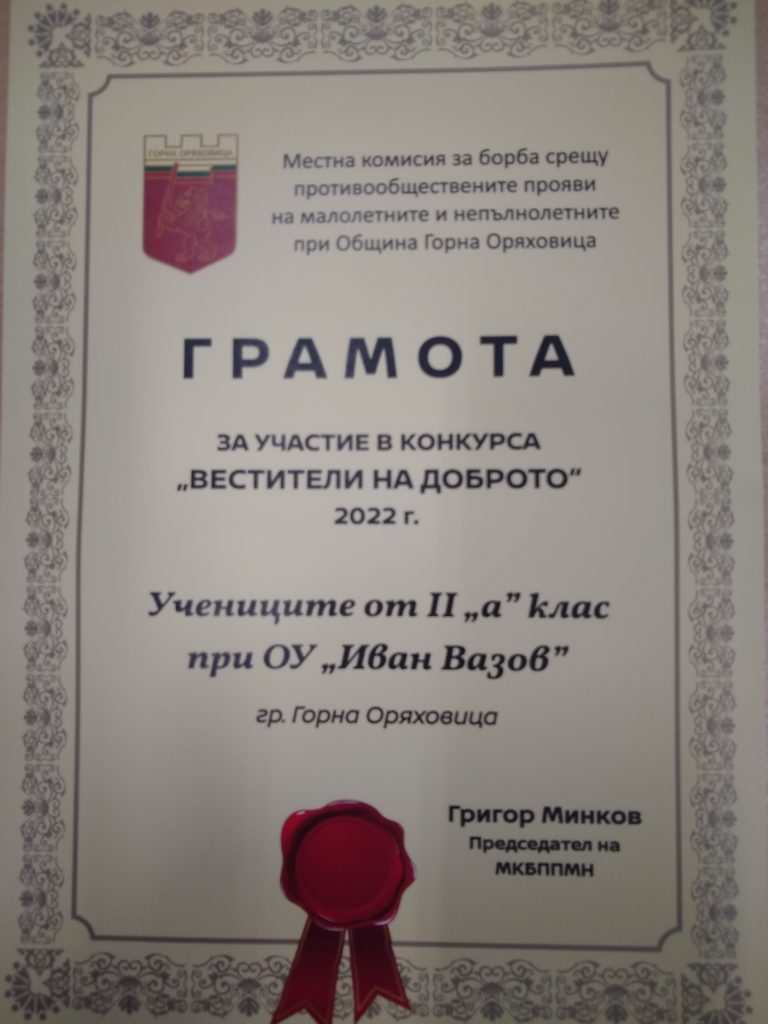 ГОРНА ОРЯХОВИЦА
Местна комисия за борба срещу
противообществените прояви
на малолетните и непълнолетните
при Община Горна Оряховица
ГРАМОТА
ЗА УЧАСТИЕ В КОНКУРСА
„ВЕСТИТЕЛИ НА ДОБРОТО”
2022 г.
Учениците от II „а” клас
при ОУ „Иван Вазов”
гр. Горна Оряховица
Григор Минков
Председател на
МКБППМН